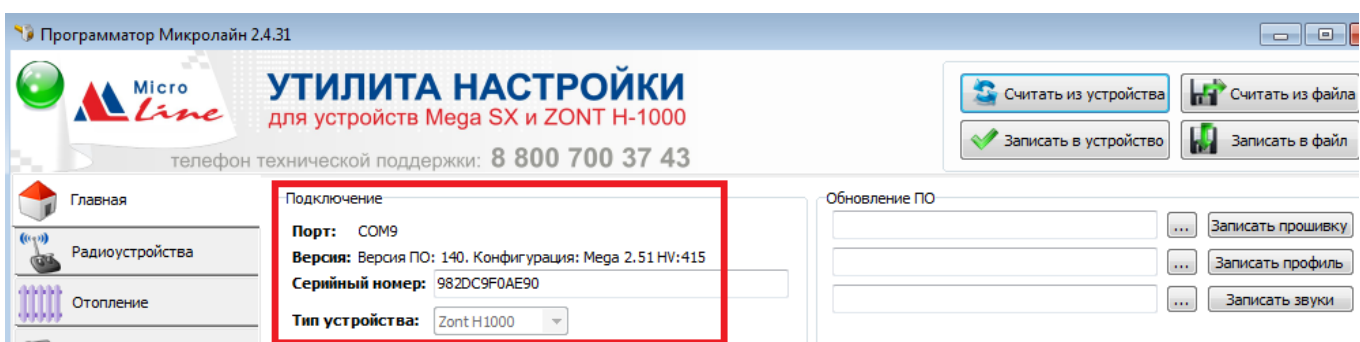 Программатор Микролайн 2.4.31
Micro
Line
УТИЛИТА НАСТРОЙКИ
для устройств Mega SX и ZONT H-1000
телефон технической поддержки: 8 800 700 37 43
Считать из устройства
Считать из файла
Записать в устройство
Записать в файл
Главная
Радиоустройства
Отопление
Подключение
Порт: COM9
Версия: Версия ПО: 140. Конфигурация: Mega 2.51 HV:415
Серийный номер: 982DC9F0AE90
Тип устройства: Zont H1000
Обновление ПО
... Записать прошивку
... Записать профиль
... Записать звуки